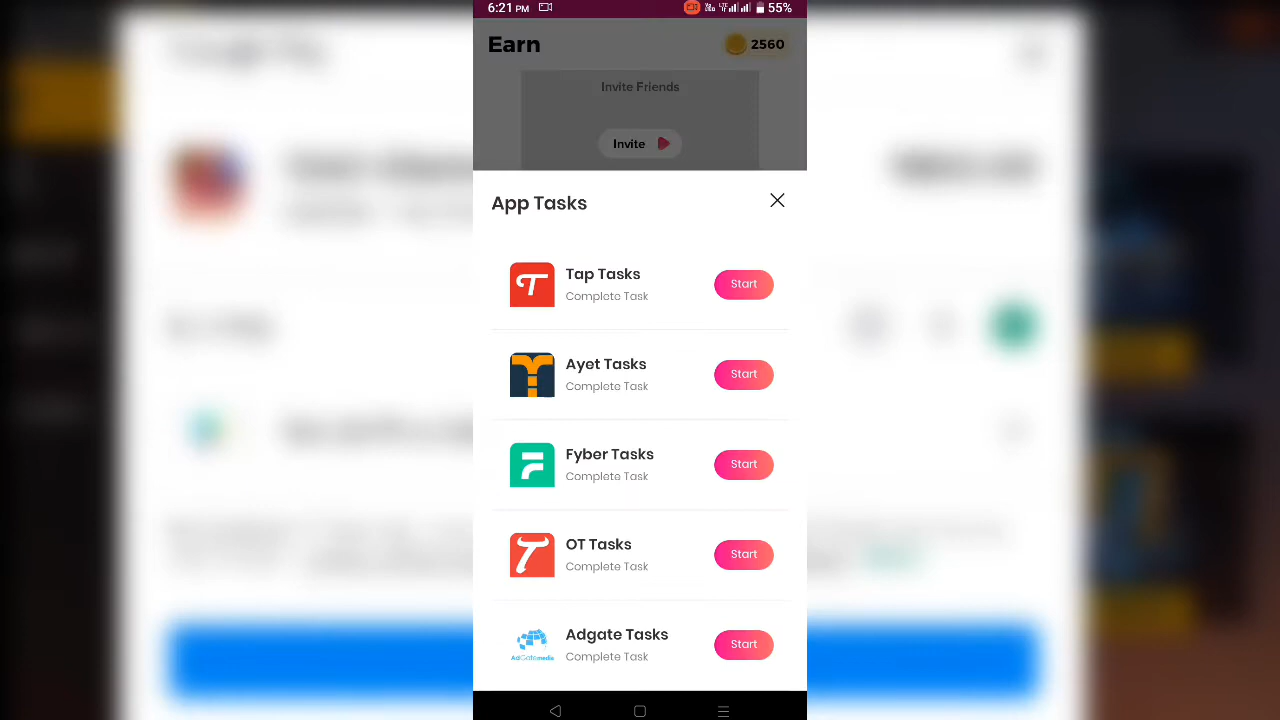 6:21 PM
55%
Earn
2560
Invite Friends
Invite
App Tasks
Tap Tasks
Complete Task
Start
Ayet Tasks
Complete Task
Start
Fyber Tasks
Complete Task
Start
OT Tasks
Complete Task
Start
Adgate Tasks
Complete Task
Start
AdGatemedia